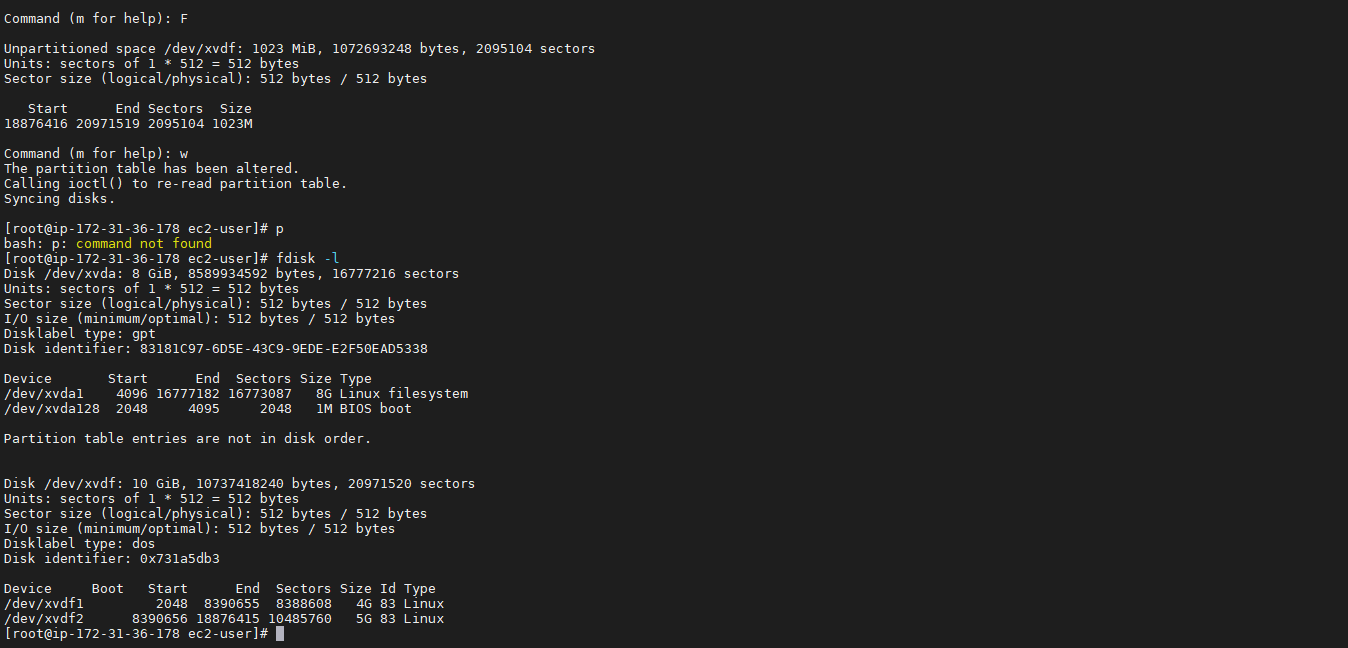 Command (m for help): F
Unpartitioned space /dev/xvdf: 1023 MiB, 1072693248 bytes, 2095104 sectors
Units: sectors of 1 * 512 = 512 bytes
Sector size (logical/physical): 512 bytes / 512 bytes
   Start      End Sectors  Size
18876416 20971519 2095104 1023M
Command (m for help): w
The partition table has been altered.
Calling ioctl() to re-read partition table.
Syncing disks.
[root@ip-172-31-36-178 ec2-user]# p
bash: p: command not found
[root@ip-172-31-36-178 ec2-user]# fdisk -l
Disk /dev/xvda: 8 GiB, 8589934592 bytes, 16777216 sectors
Units: sectors of 1 * 512 = 512 bytes
Sector size (logical/physical): 512 bytes / 512 bytes
I/O size (minimum/optimal): 512 bytes / 512 bytes
Disklabel type: gpt
Disk identifier: 83181C97-6D5E-43C9-9EDE-E2F50EAD5338
Device       Start      End  Sectors Size Type
/dev/xvda1    4096 16777182 16773087   8G Linux filesystem
/dev/xvda128  2048     4095     2048   1M BIOS boot
Partition table entries are not in disk order.
Disk /dev/xvdf: 10 GiB, 10737418240 bytes, 20971520 sectors
Units: sectors of 1 * 512 = 512 bytes
Sector size (logical/physical): 512 bytes / 512 bytes
I/O size (minimum/optimal): 512 bytes / 512 bytes
Disklabel type: dos
Disk identifier: 0x731a5db3
Device     Boot   Start      End  Sectors Size Id Type
/dev/xvdf1         2048  8390655  8388608   4G 83 Linux
/dev/xvdf2      8390656 18876415 10485760   5G 83 Linux
[root@ip-172-31-36-178 ec2-user]#